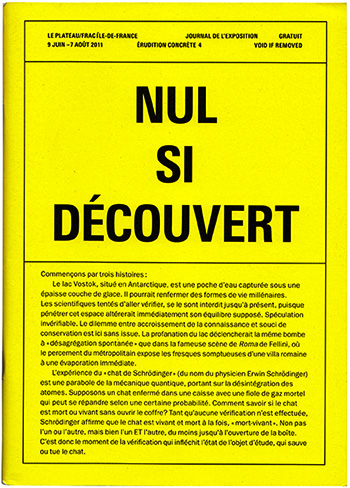 LE PLATEAU/FRAC ÎLE-DE-FRANCE JOURNAL DE L'EXPOSITION GRATUIT
9 JUIN–7 AOÛT 2011 ÉRUDITION CONCRÈTE 4 VOID IF REMOVED
NUL
SI
DÉCOUVERT
Commençons par trois histoires :
Le lac Vostok, situé en Antarctique, est une poche d'eau capturée sous une
épaisse couche de glace. Il pourrait renfermer des formes de vie millénaires.
Les scientifiques tentés d'aller vérifier, se le sont interdit jusqu'à présent, puisque
pénétrer cet espace altérerait immédiatement son équilibre supposé. Spéculation
invérifiable. Le dilemme entre accroissement de la connaissance et souci de
conservation est ici sans issue. La profanation du lac déclencherait la même bombe
à «désagrégation spontanée» que dans la fameuse scène de Roma de Fellini, où
le percement du métropolitain expose les fresques somptueuses d'une villa romaine
à une évaporation immédiate.
L'expérience du «chat de Schrödinger» (du nom du physicien Erwin Schrödinger)
est une parabole de la mécanique quantique, portant sur la désintégration des
atomes. Supposons un chat enfermé dans une caisse avec une fiole de gaz mortel
qui peut se répandre selon une certaine probabilité. Comment savoir si le chat
est mort ou vivant sans ouvrir le coffre? Tant qu'aucune vérification n'est effectuée,
Schrödinger affirme que le chat est vivant et mort à la fois, «mort-vivant». Non pas
l'un ou l'autre, mais bien l'un ET l'autre, du moins jusqu'à l'ouverture de la boîte.
C'est donc le moment de la vérification qui infléchit l'état de l'objet d'étude, qui sauve
ou tue le chat.